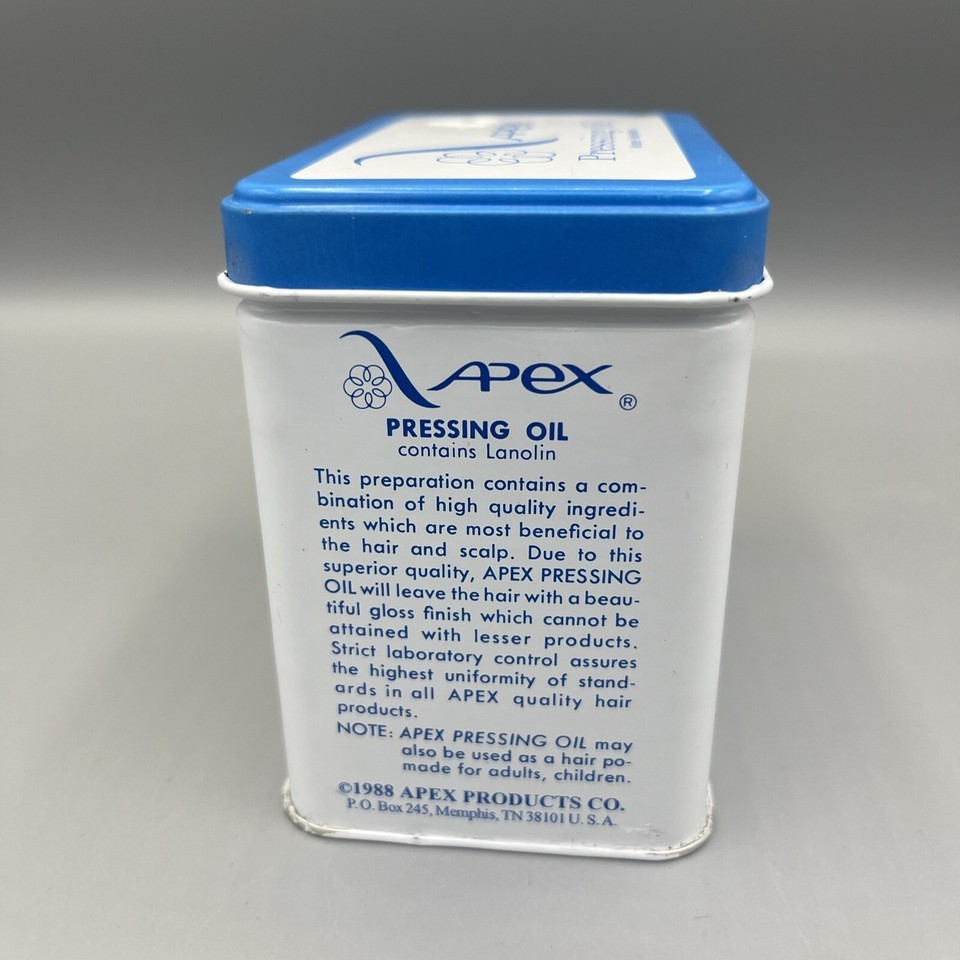 APEX
Pressing
APEX ®
PRESSING OIL
contains Lanolin
This preparation contains a com-
bination of high quality ingredi-
ents which are most beneficial to
the hair and scalp. Due to this
superior quality, APEX PRESSING
OIL will leave the hair with a beau-
tiful gloss finish which cannot be
attained with lesser products.
Strict laboratory control assures
the highest uniformity of stand-
ards in all APEX quality hair
products.
NOTE: APEX PRESSING OIL may
also be used as a hair po-
made for adults, children.
©1988 APEX PRODUCTS CO.
P.O. Box 245, Memphis, TN 38101 U. S. A.